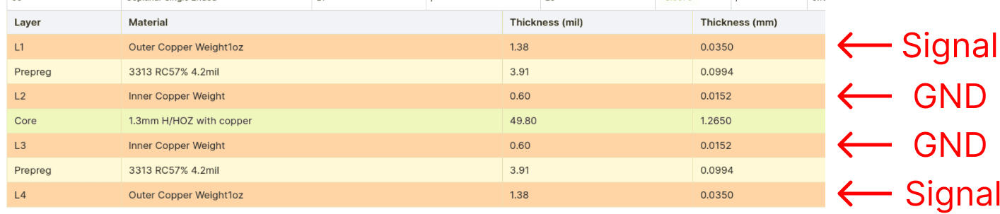 Layer Material Thickness (mil) Thickness (mm)
L1 Outer Copper Weight1oz 1.38 0.0350 Signal
Prepreg 3313 RC57% 4.2mil 3.91 0.0994
L2 Inner Copper Weight 0.60 0.0152 GND
Core 1.3mm H/HOZ with copper 49.80 1.2650
L3 Inner Copper Weight 0.60 0.0152 GND
Prepreg 3313 RC57% 4.2mil 3.91 0.0994
L4 Outer Copper Weight1oz 1.38 0.0350 Signal